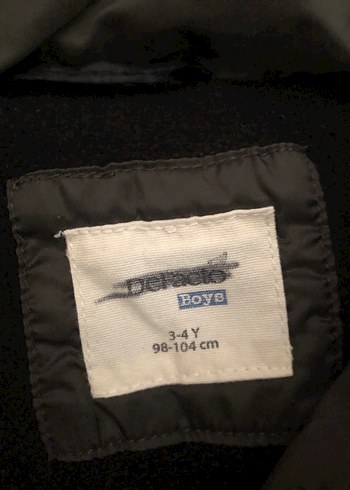 DeFacto
Boys
3-4 Y
98-104 cm